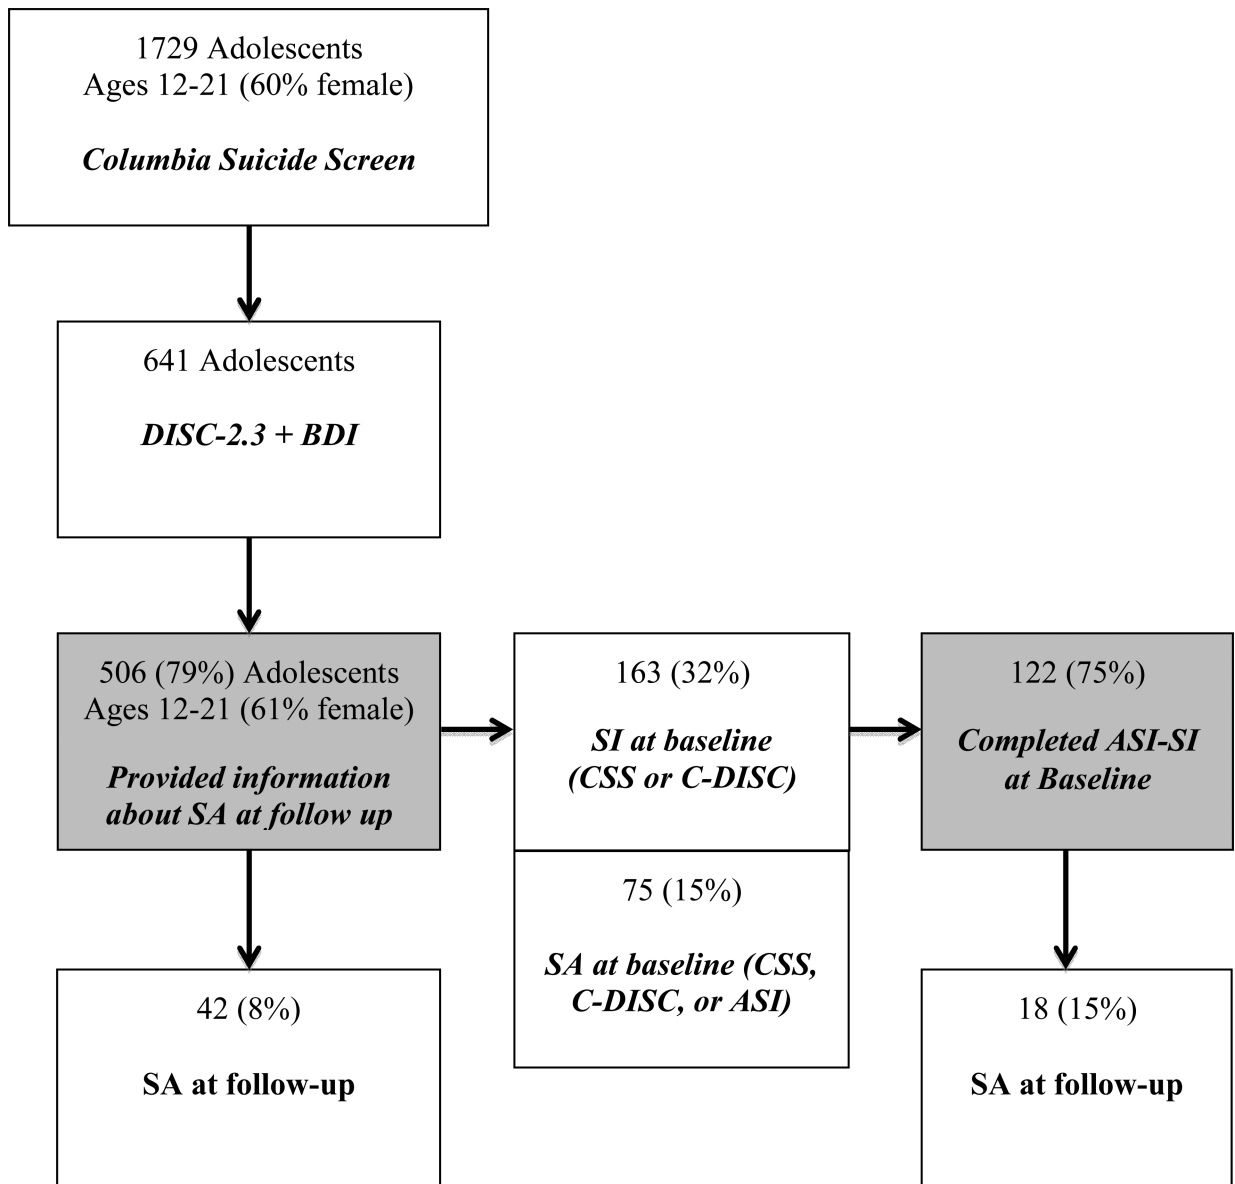 1729 Adolescents
Ages 12-21 (60% female)
Columbia Suicide Screen
641 Adolescents
DISC-2.3 + BDI
506 (79%) Adolescents
Ages 12-21 (61% female)
Provided information
about SA at follow up
163 (32%)
SI at baseline
(CSS or C-DISC)
122 (75%)
Completed ASI-SI
at Baseline
75 (15%)
SA at baseline (CSS,
C-DISC, or ASI)
42 (8%)
SA at follow-up
18 (15%)
SA at follow-up